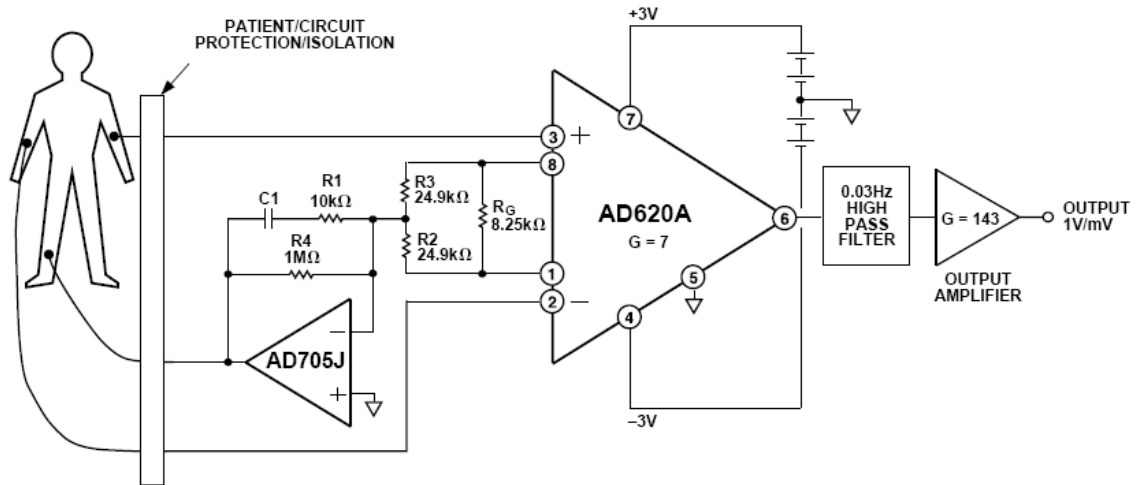 PATIENT/CIRCUIT
PROTECTION/ISOLATION
+3V
3
+
7
8
C1
R1
10kΩ
R3
24.9kΩ
RG
8.25kΩ
AD620A
G = 7
6
0.03Hz
HIGH
PASS
FILTER
G = 143
OUTPUT
1V/mV
R4
1MΩ
R2
24.9kΩ
1
5
OUTPUT
AMPLIFIER
2
–
4
–
AD705J
+
–3V